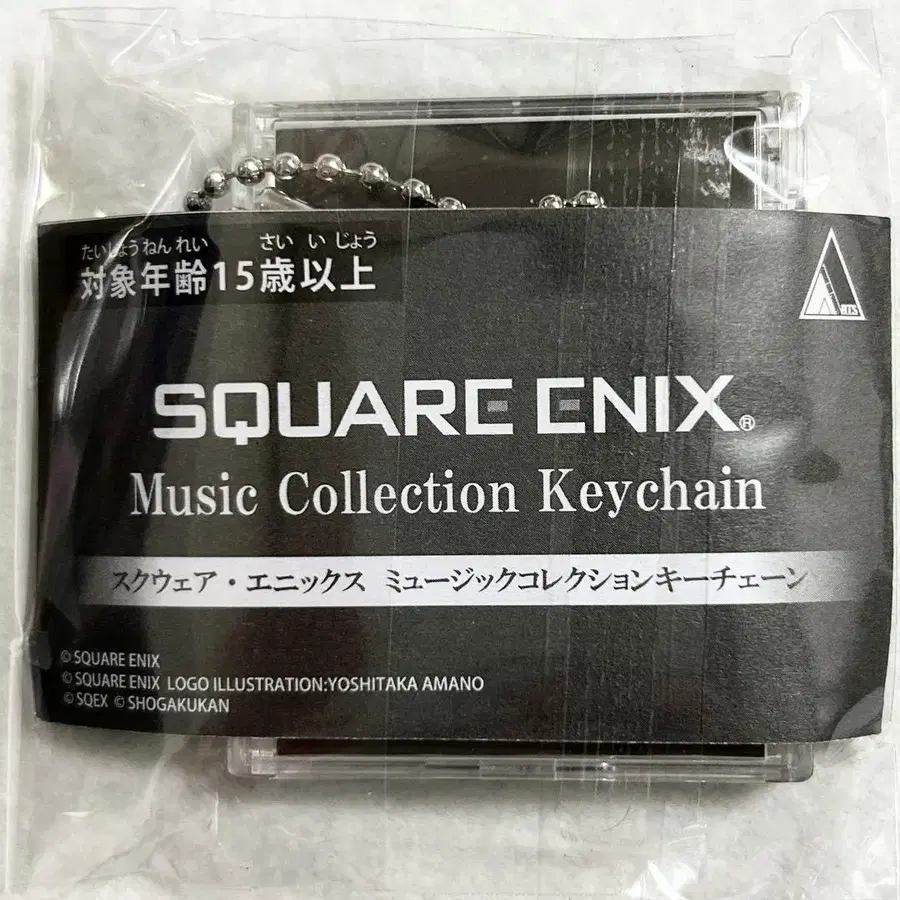 たいしょうねんれい さいいじょう
対象年齢15歳以上
SQUARE ENIX®
Music Collection Keychain
スクウェア・エニックス ミュージックコレクションキーチェーン
© SQUARE ENIX
© SQUARE ENIX LOGO ILLUSTRATION:YOSHITAKA AMANO
© SQEX © SHOGAKUKAN